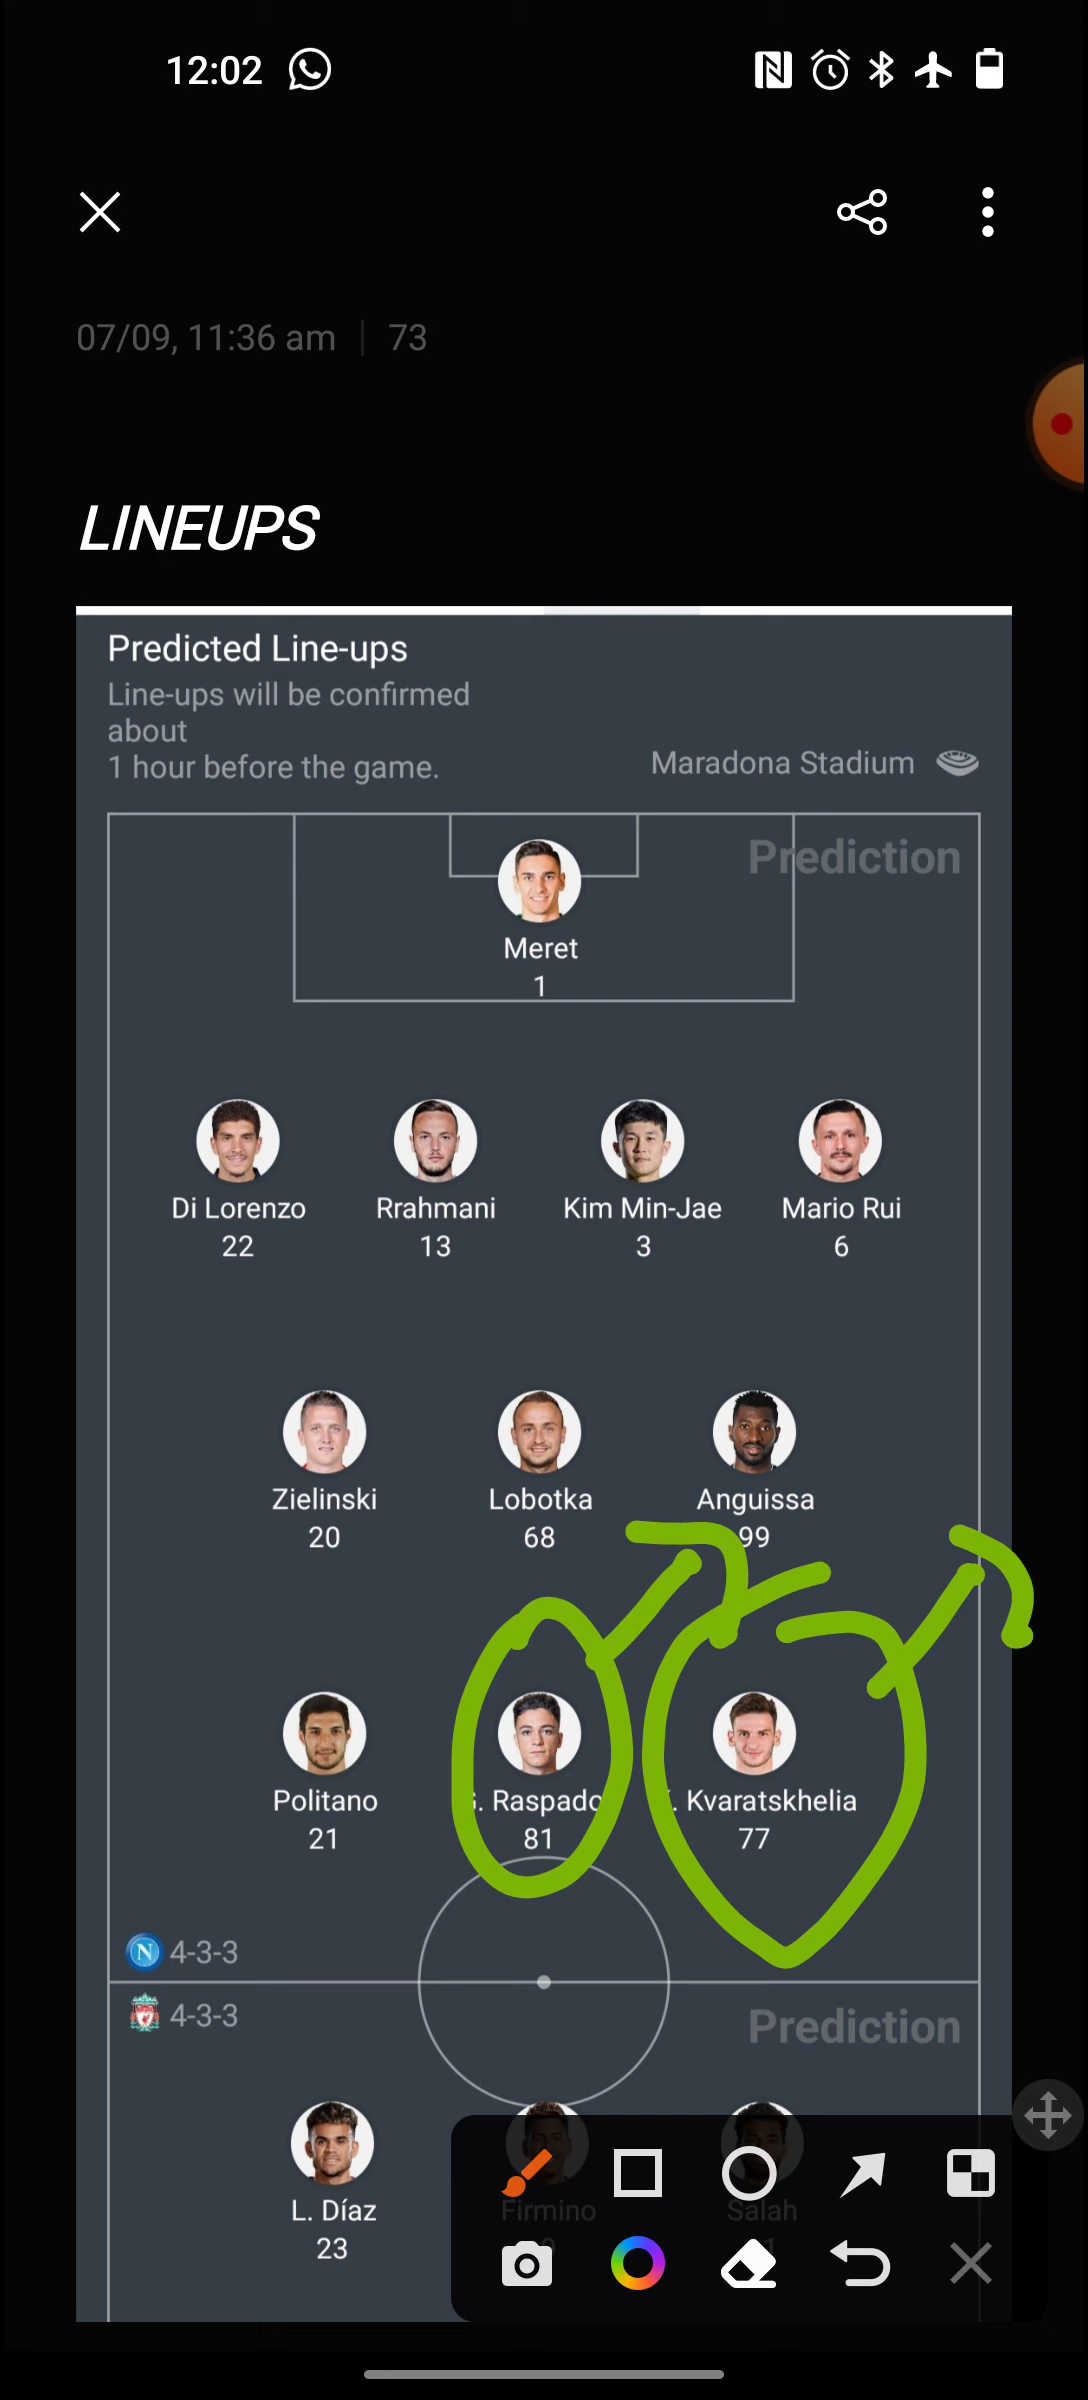 12:02
07/09, 11:36 am | 73
LINEUPS
Predicted Line-ups
Line-ups will be confirmed
about
1 hour before the game.
Maradona Stadium
Prediction
Meret
1
Di Lorenzo Rrahmani Kim Min-Jae Mario Rui
22 13 3 6
Zielinski Lobotka Anguissa
20 68 99
Politano G. Raspado . Kvaratskhelia
21 81 77
N 4-3-3
4-3-3
Prediction
L. Díaz Firmino Salah
23